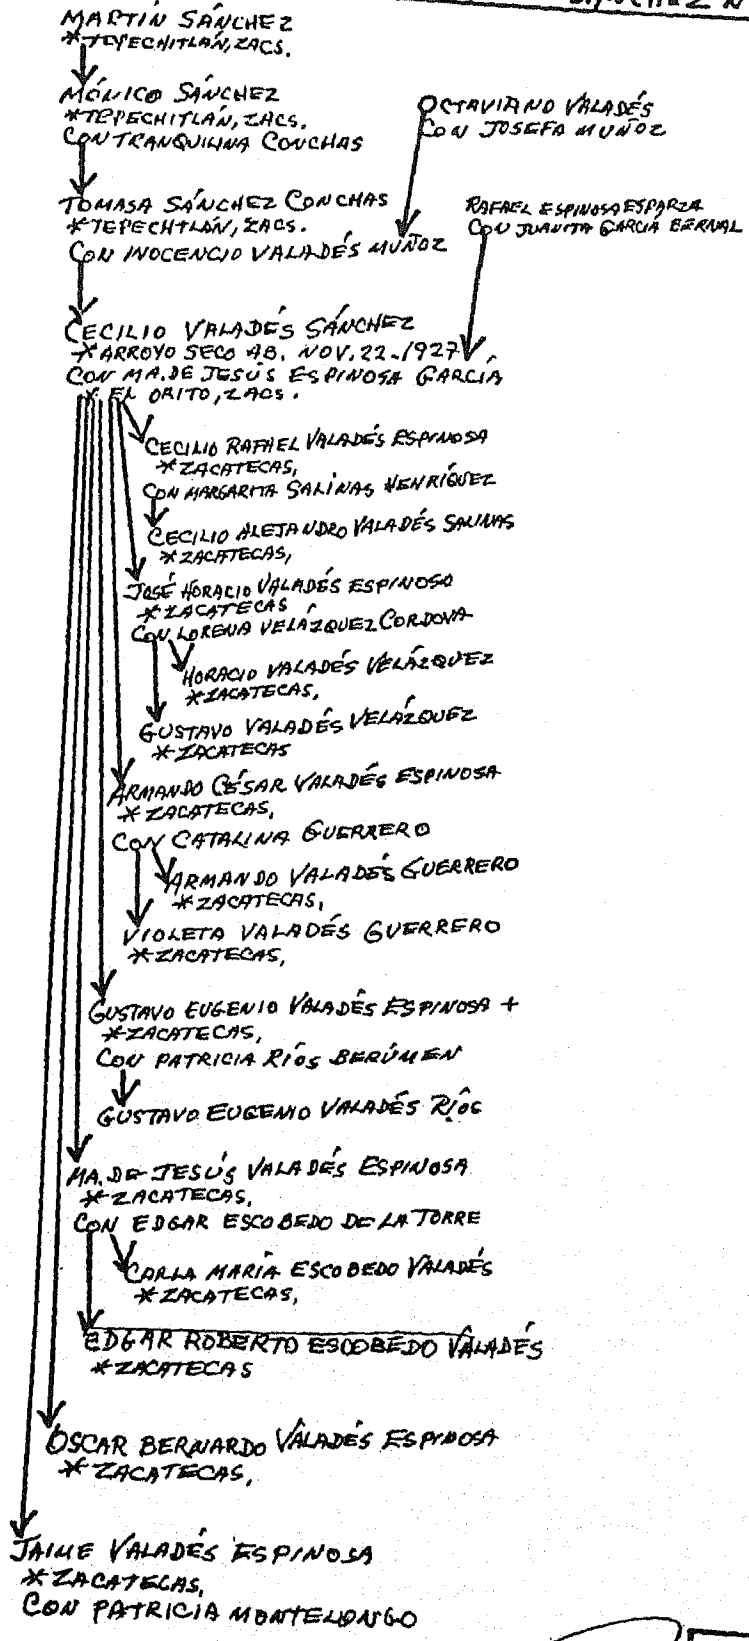 MARTÍN SÁNCHEZ
*TEPECHITLÁN, ZACS.
MÓNICO SÁNCHEZ
*TEPECHITLÁN, ZACS.
CON TRANQUILINA CONCHAS
OCTAVIANO VALADÉS
CON JOSEFA MUÑOZ
TOMASA SÁNCHEZ CONCHAS
*TEPECHTLÁN, ZACS.
CON INOCENCIO VALADÉS MUÑOZ
RAFAEL ESPINOSA ESPARZA
CON JUANITA GARCÍA BERNAL
CECILIO VALADÉS SÁNCHEZ
*ARROYO SECO AB. NOV. 22-1927
CON MA. DE JESÚS ESPINOSA GARCÍA
* EL ORITO, ZACS.
CECILIO RAFAEL VALADÉS ESPINOSA
*ZACATECAS,
CON MARGARITA SALINAS HENRÍQUEZ
CECILIO ALEJANDRO VALADÉS SALINAS
*ZACATECAS,
JOSÉ HORACIO VALADÉS ESPINOSO
*ZACATECAS
CON LORENA VELÁZQUEZ CORDOVA
HORACIO VALADÉS VELÁZQUEZ
*ZACATECAS,
GUSTAVO VALADÉS VELÁZQUEZ
*ZACATECAS
ARMANDO CÉSAR VALADÉS ESPINOSA
*ZACATECAS,
CON CATALINA GUERRERO
ARMANDO VALADÉS GUERRERO
*ZACATECAS,
VIOLETA VALADÉS GUERRERO
*ZACATECAS,
GUSTAVO EUGENIO VALADÉS ESPINOSA +
*ZACATECAS,
CON PATRICIA RÍOS BERÚMEN
GUSTAVO EUGENIO VALADÉS RÍOS
MA. DE JESÚS VALADÉS ESPINOSA
*ZACATECAS,
CON EDGAR ESCOBEDO DE LA TORRE
CARLA MARÍA ESCOBEDO VALADÉS
*ZACATECAS,
EDGAR ROBERTO ESCOBEDO VALADÉS
*ZACATECAS
OSCAR BERNARDO VALADÉS ESPINOSA
*ZACATECAS,
JAIME VALADÉS ESPINOSA
*ZACATECAS,
CON PATRICIA MONTELONGO